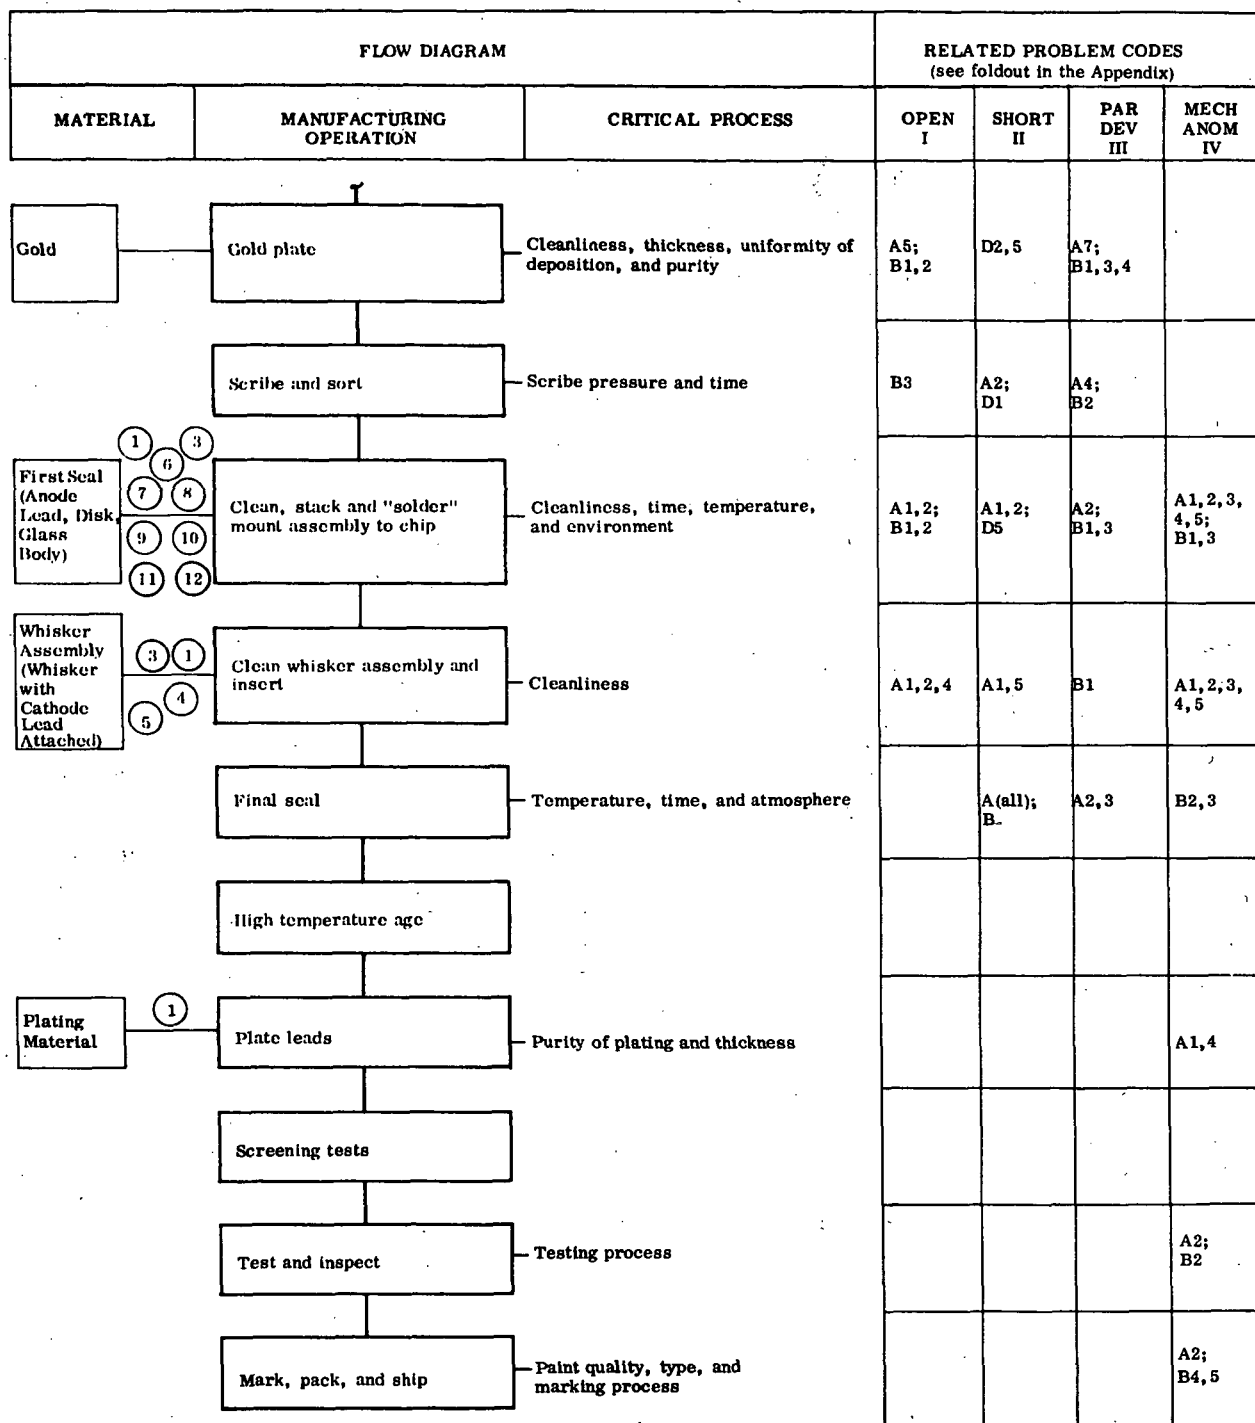 FLOW DIAGRAM
RELATED PROBLEM CODES
(see foldout in the Appendix)
MATERIAL
MANUFACTURING
OPERATION
CRITICAL PROCESS
OPEN
I
SHORT
II
PAR
DEV
III
MECH
ANOM
IV
Gold
Gold plate
Cleanliness, thickness, uniformity of
deposition, and purity
A5;
B1,2
D2,5
A7;
B1,3,4
Scribe and sort
Scribe pressure and time
B3
A2;
D1
A4;
B2
First Seal
(Anode
Lead, Disk,
Glass
Body)
1
3
6
7
8
9
10
11
12
Clean, stack and "solder"
mount assembly to chip
Cleanliness, time, temperature,
and environment
A1,2;
B1,2
A1,2;
D5
A2;
B1,3
A1,2,3,
4,5;
B1,3
Whisker
Assembly
(Whisker
with
Cathode
Lead
Attached)
3
1
4
5
Clean whisker assembly and
insert
Cleanliness
A1,2,4
A1,5
B1
A1,2,3,
4,5
Final seal
Temperature, time, and atmosphere
A(all);
B
A2,3
B2,3
High temperature age
Plating
Material
1
Plate leads
Purity of plating and thickness
A1,4
Screening tests
Test and inspect
Testing process
A2;
B2
Mark, pack, and ship
Paint quality, type, and
marking process
A2;
B4,5